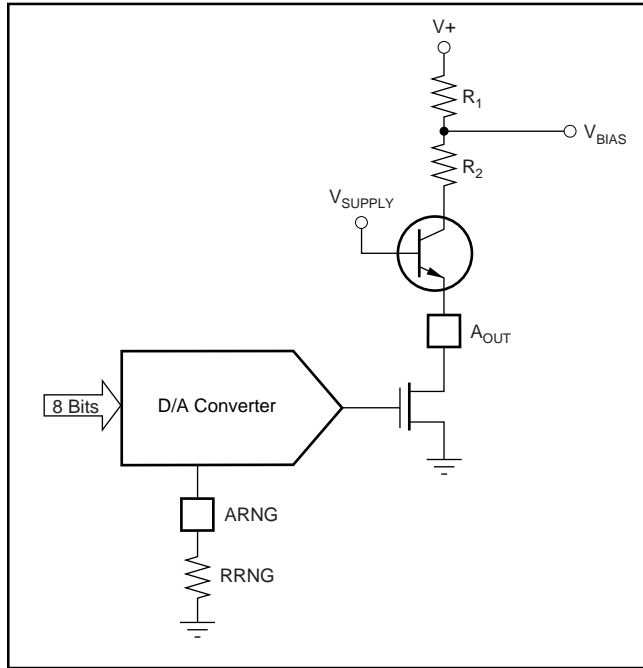 V+
R1
VBIAS
R2
VSUPPLY
AOUT
8 Bits
D/A Converter
ARNG
RRNG